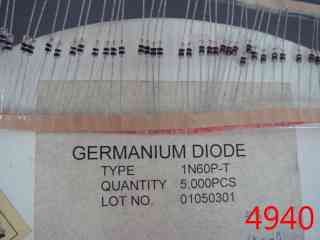 GERMANIUM DIODE
TYPE 1N60P-T
QUANTITY 5,000PCS
LOT NO. 01050301
4940